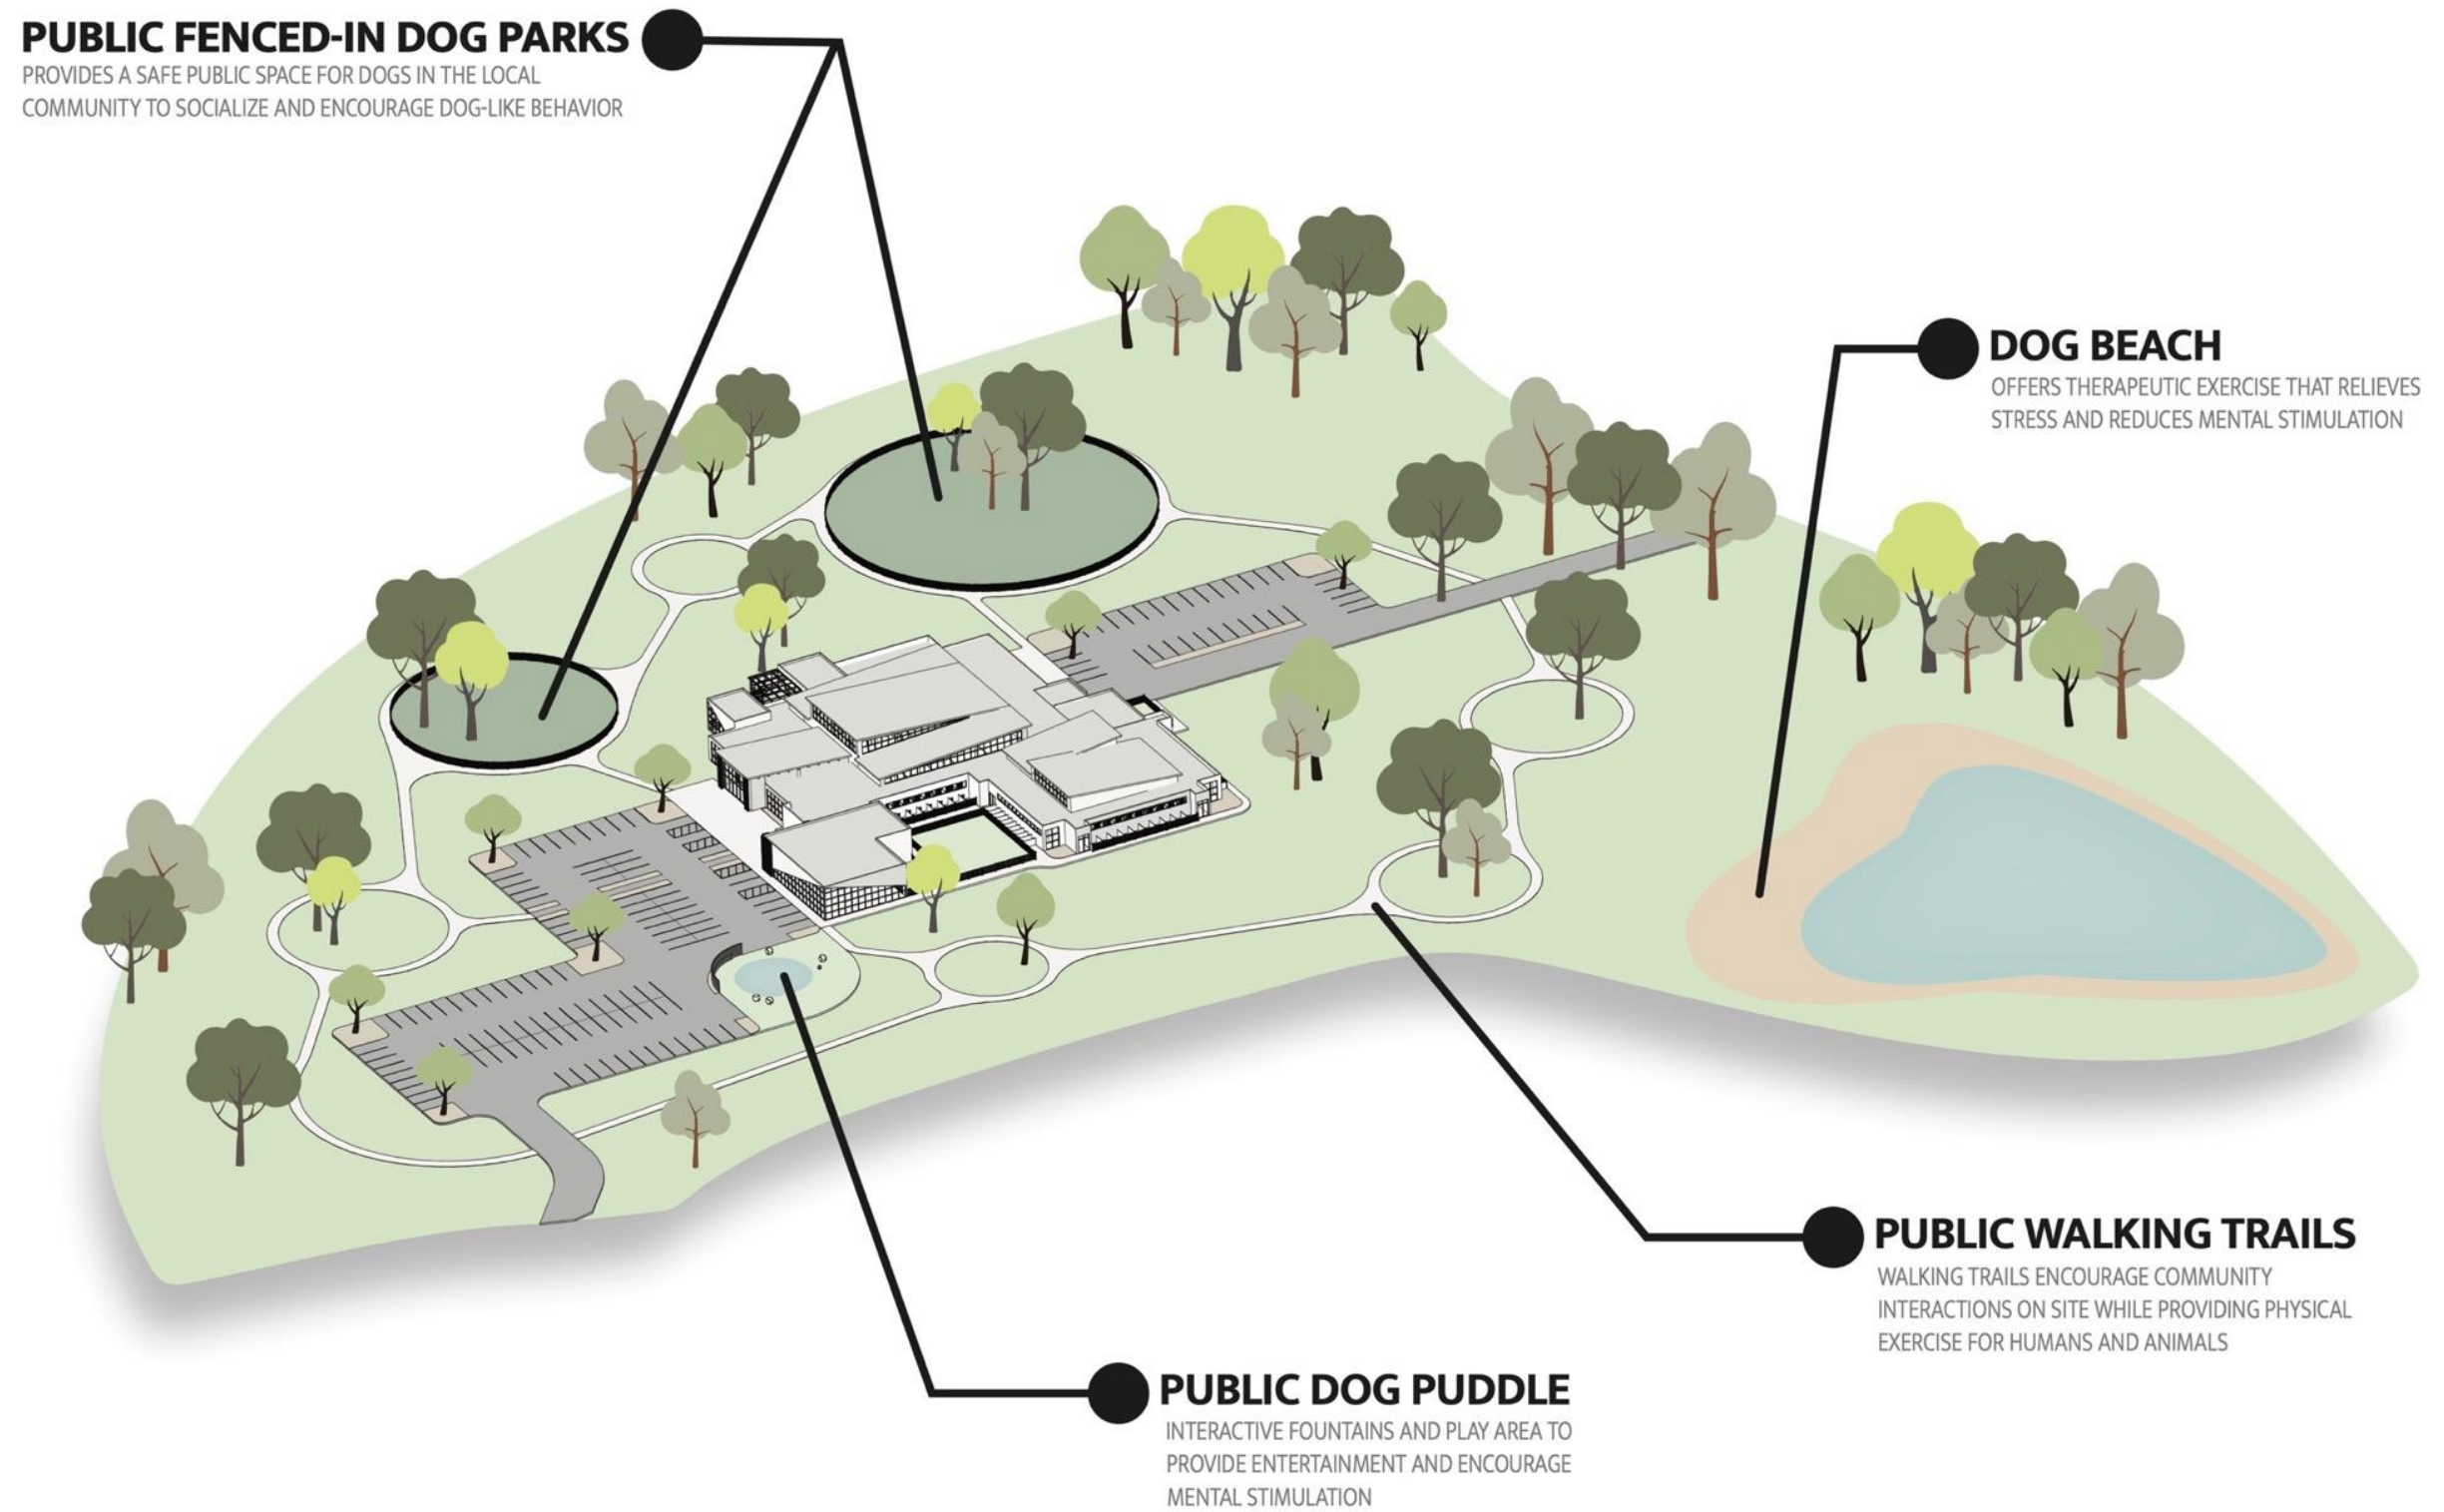 PUBLIC FENCED-IN DOG PARKS
PROVIDES A SAFE PUBLIC SPACE FOR DOGS IN THE LOCAL
COMMUNITY TO SOCIALIZE AND ENCOURAGE DOG-LIKE BEHAVIOR
DOG BEACH
OFFERS THERAPEUTIC EXERCISE THAT RELIEVES
STRESS AND REDUCES MENTAL STIMULATION
PUBLIC WALKING TRAILS
WALKING TRAILS ENCOURAGE COMMUNITY
INTERACTIONS ON SITE WHILE PROVIDING PHYSICAL
EXERCISE FOR HUMANS AND ANIMALS
PUBLIC DOG PUDDLE
INTERACTIVE FOUNTAINS AND PLAY AREA TO
PROVIDE ENTERTAINMENT AND ENCOURAGE
MENTAL STIMULATION